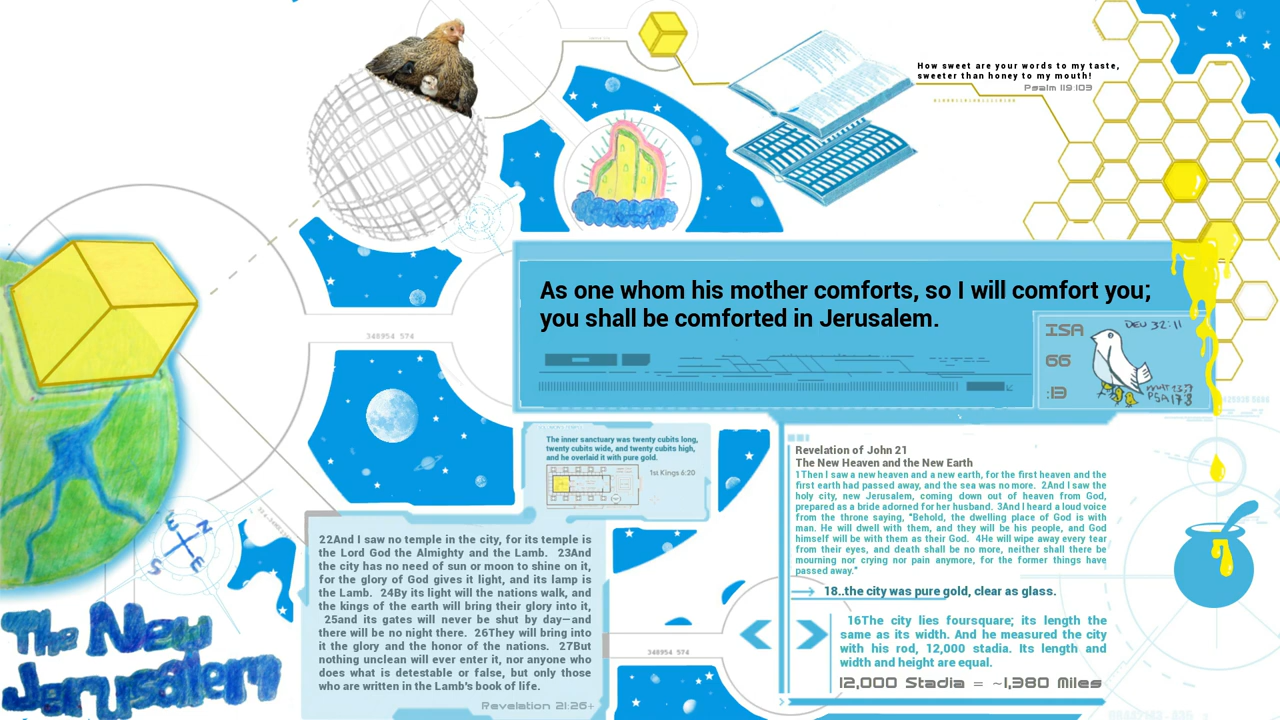 How sweet are your words to my taste,
sweeter than honey to my mouth!
Psalm 119:103
As one whom his mother comforts, so I will comfort you;
you shall be comforted in Jerusalem.
ISA
66
:13
DEU 32:11
PSA 17:8
348954 574
The inner sanctuary was twenty cubits long,
twenty cubits wide, and twenty cubits high,
and he overlaid it with pure gold.
1st Kings 6:20
Revelation of John 21
The New Heaven and the New Earth
1Then I saw a new heaven and a new earth, for the first heaven and the
first earth had passed away, and the sea was no more. 2And I saw the
holy city, new Jerusalem, coming down out of heaven from God,
prepared as a bride adorned for her husband. 3And I heard a loud voice
from the throne saying, "Behold, the dwelling place of God is with
man. He will dwell with them, and they will be his people, and God
himself will be with them as their God. 4He will wipe away every tear
from their eyes, and death shall be no more, neither shall there be
mourning nor crying nor pain anymore, for the former things have
passed away."
18..the city was pure gold, clear as glass.
16The city lies foursquare; its length the
same as its width. And he measured the city
with his rod, 12,000 stadia. Its length and
width and height are equal.
12,000 Stadia = ~1,380 Miles
22And I saw no temple in the city, for its temple is
the Lord God the Almighty and the Lamb. 23And
the city has no need of sun or moon to shine on it,
for the glory of God gives it light, and its lamp is
the Lamb. 24By its light will the nations walk, and
the kings of the earth will bring their glory into it,
25and its gates will never be shut by day—and
there will be no night there. 26They will bring into
it the glory and the honor of the nations. 27But
nothing unclean will ever enter it, nor anyone who
does what is detestable or false, but only those
who are written in the Lamb's book of life.
Revelation 21:26+
348954 574
N
E
S
The New
Jerusalem